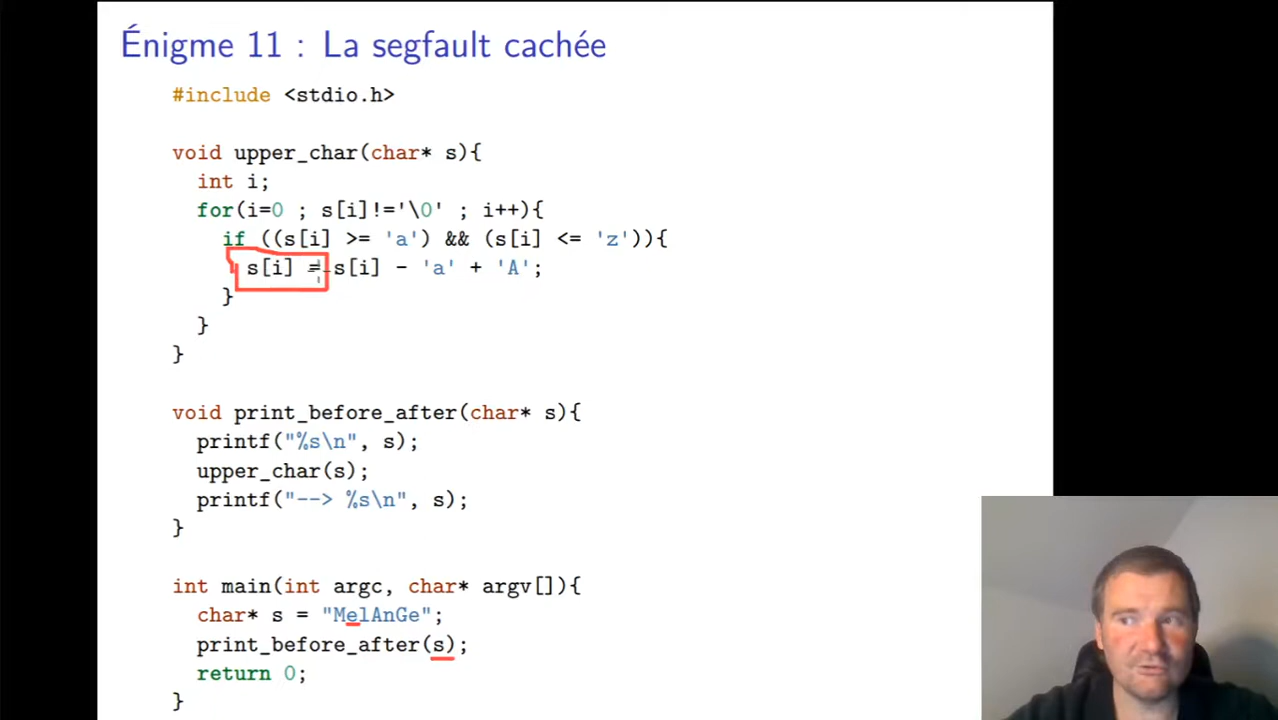 Énigme 11 : La segfault cachée
#include <stdio.h>
void upper_char(char* s){
int i;
for(i=0 ; s[i]!='\0' ; i++){
if ((s[i] >= 'a') && (s[i] <= 'z')){
s[i] = s[i] - 'a' + 'A';
}
}
}
void print_before_after(char* s){
printf("%s\n", s);
upper_char(s);
printf("--> %s\n", s);
}
int main(int argc, char* argv[]){
char* s = "MelAnGe";
print_before_after(s);
return 0;
}